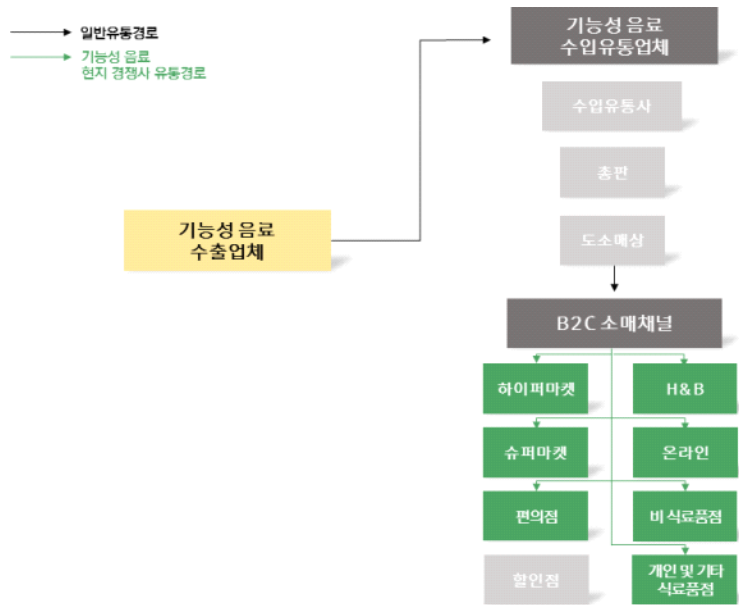 일반유통경로
기능성 음료
현지 경쟁사 유통경로
기능성 음료
수입유통업체
수입유통사
총판
도소매상
기능성 음료
수출업체
B2C 소매채널
하이퍼마켓
H&B
슈퍼마켓
온라인
편의점
비 식료품점
할인점
개인 및 기타
식료품점